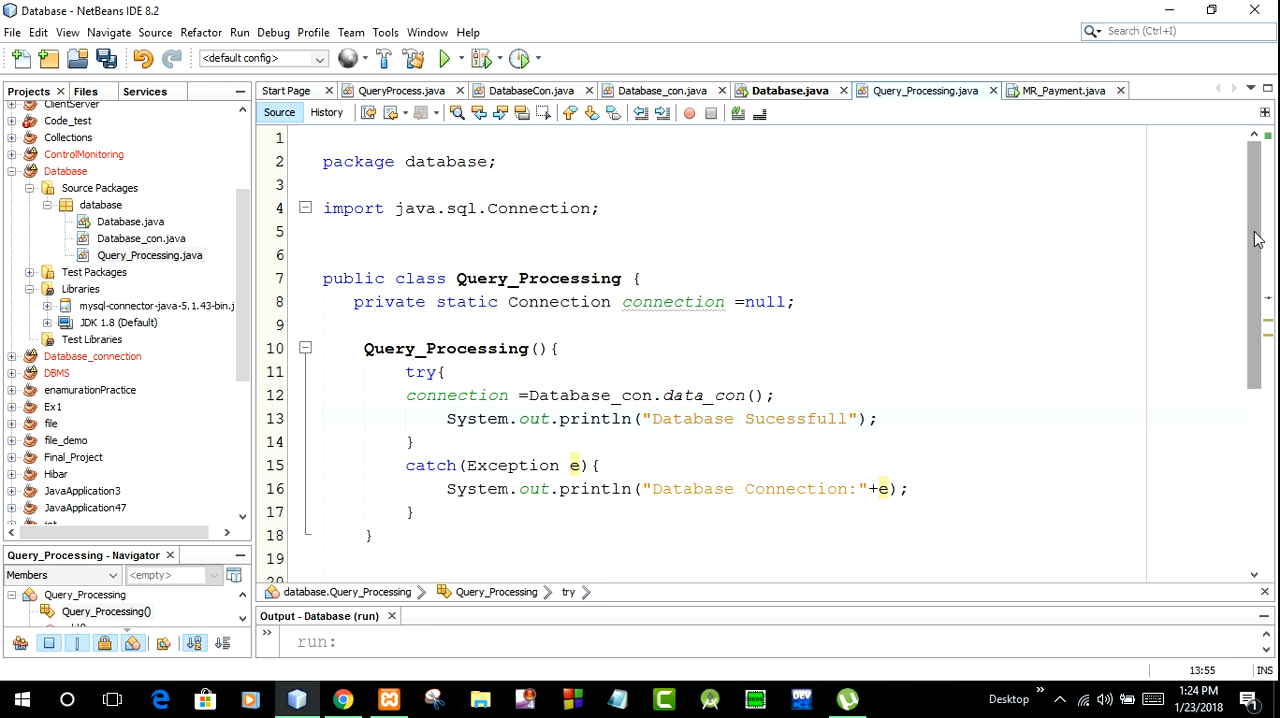 Database - NetBeans IDE 8.2
File Edit View Navigate Source Refactor Run Debug Profile Team Tools Window Help
Search (Ctrl+I)
<default config>
Projects Files Services
Start Page QueryProcess.java DatabaseCon.java Database_con.java Database.java Query_Processing.java MR_Payment.java
Source History
ClientServer
Code_test
Collections
ControlMonitoring
Database
Source Packages
database
Database.java
Database_con.java
Query_Processing.java
Test Packages
Libraries
mysql-connector-java-5.1.43-bin.j
JDK 1.8 (Default)
Test Libraries
Database_connection
DBMS
enamurationPractice
Ex1
file
file_demo
Final_Project
Hibar
JavaApplication3
JavaApplication47
1
2 package database;
3
4 import java.sql.Connection;
5
6
7 public class Query_Processing {
8 private static Connection connection =null;
9
10 Query_Processing(){
11 try{
12 connection =Database_con.data_con();
13 System.out.println("Database Sucessfull");
14 }
15 catch(Exception e){
16 System.out.println("Database Connection:"+e);
17 }
18 }
19
20
Query_Processing - Navigator
Members <empty>
Query_Processing
Query_Processing()
database.Query_Processing Query_Processing try
Output - Database (run)
run:
13:55 INS
Desktop
1:24 PM
1/23/2018